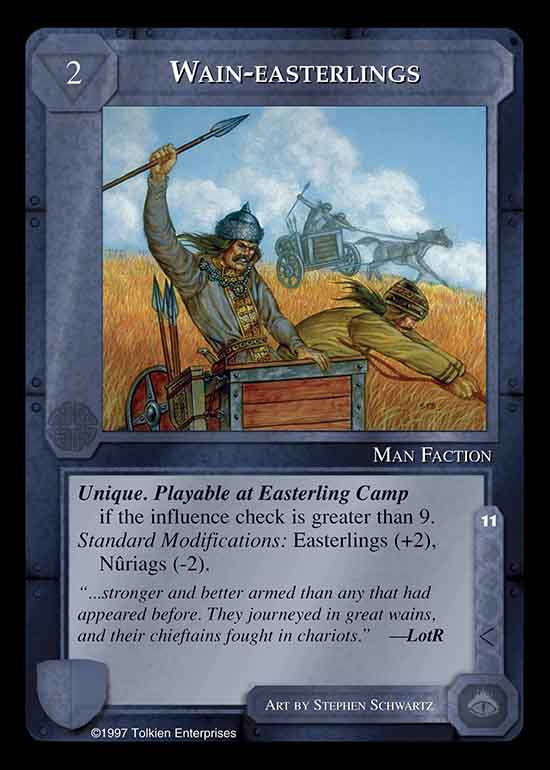 2
WAIN-EASTERLINGS
MAN FACTION
Unique. Playable at Easterling Camp
if the influence check is greater than 9.
Standard Modifications: Easterlings (+2),
Nûriags (-2).
“...stronger and better armed than any that had
appeared before. They journeyed in great wains,
and their chieftains fought in chariots.” —LotR
11
ART BY STEPHEN SCHWARTZ
©1997 Tolkien Enterprises